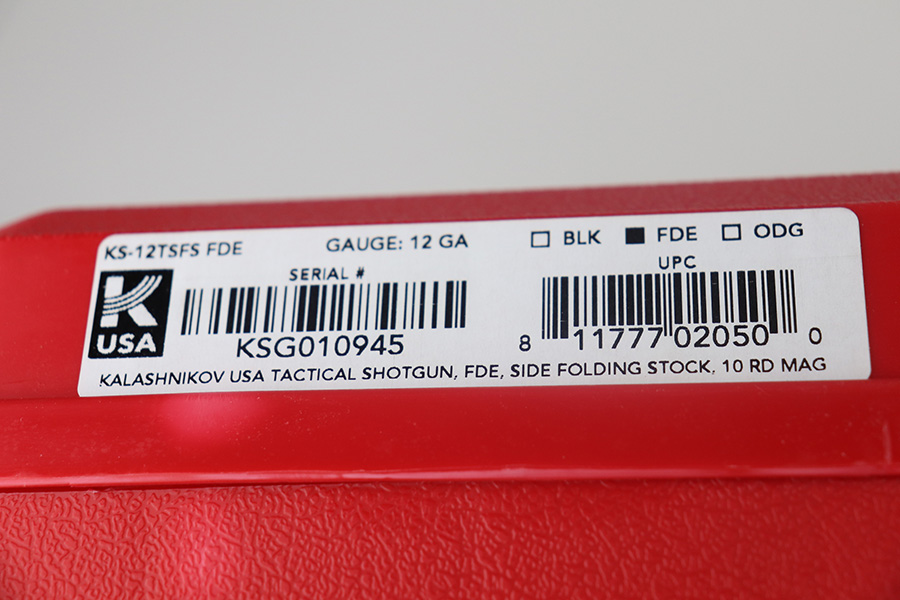 KS-12TSFS FDE GAUGE: 12 GA ☐ BLK ■ FDE ☐ ODG
SERIAL # UPC
K
USA
KSG010945 8 11777 02050 0
KALASHNIKOV USA TACTICAL SHOTGUN, FDE, SIDE FOLDING STOCK, 10 RD MAG